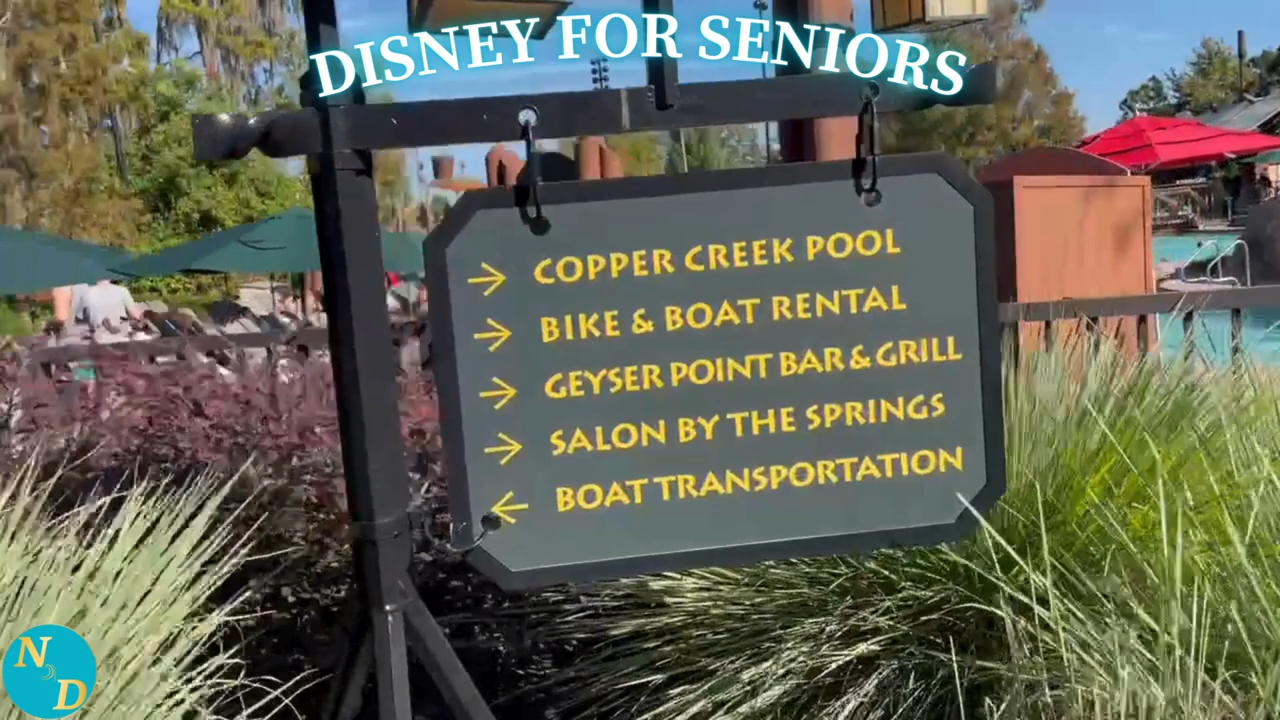 DISNEY FOR SENIORS
→ COPPER CREEK POOL
→ BIKE & BOAT RENTAL
→ GEYSER POINT BAR & GRILL
→ SALON BY THE SPRINGS
← BOAT TRANSPORTATION
N
D